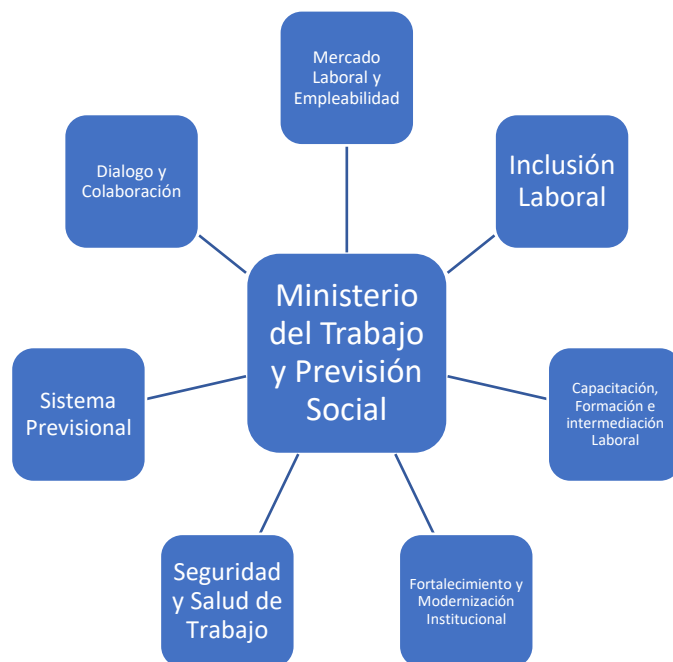 Mercado
Laboral y
Empleabilidad
Inclusión
Laboral
Capacitación,
Formación e
intermediación
Laboral
Fortalecimiento y
Modernización
Institucional
Seguridad
y Salud de
Trabajo
Sistema
Previsional
Dialogo y
Colaboración
Ministerio
del Trabajo
y Previsión
Social